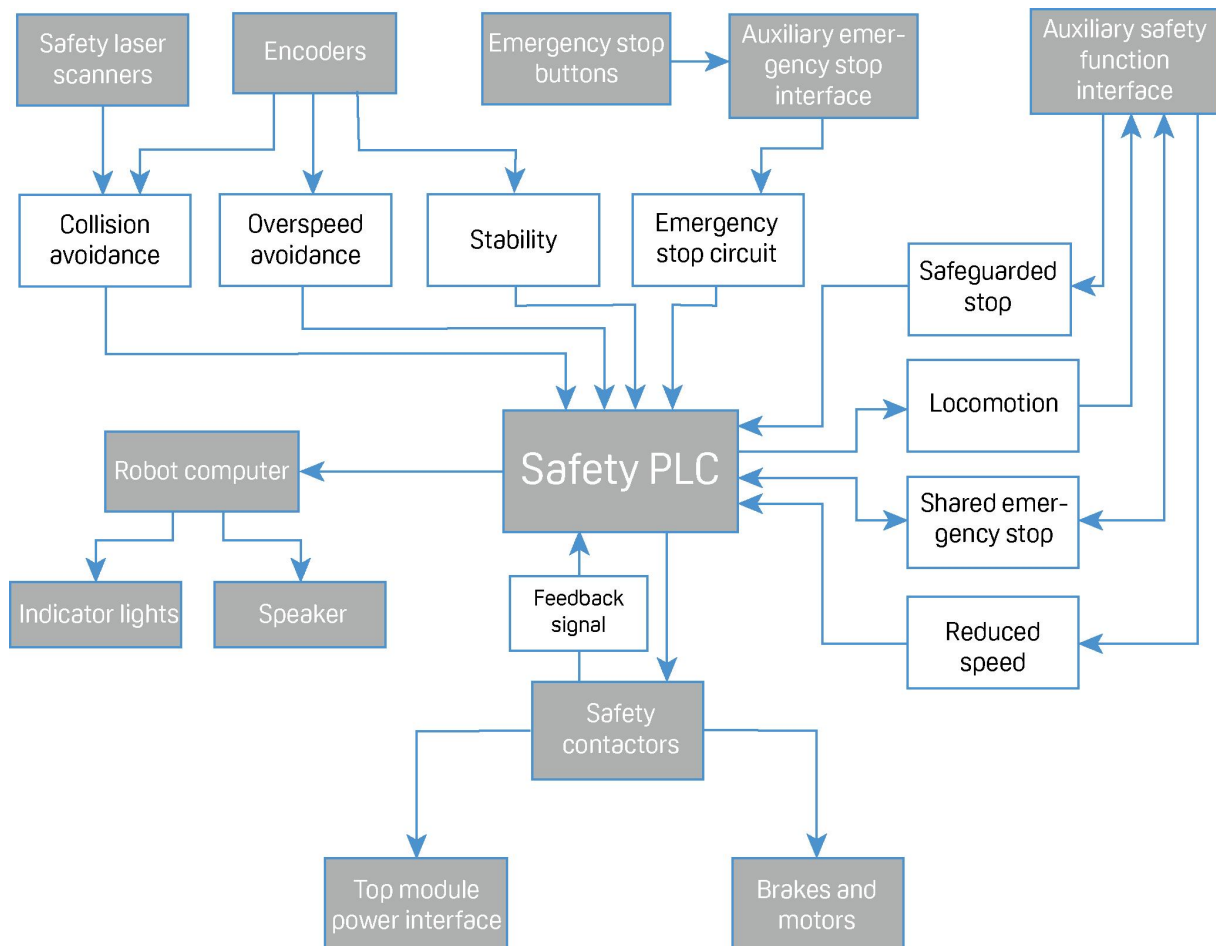 Safety laser
scanners
Encoders
Emergency stop
buttons
Auxiliary emer-
gency stop
interface
Auxiliary safety
function
interface
Collision
avoidance
Overspeed
avoidance
Stability
Emergency
stop circuit
Safeguarded
stop
Locomotion
Safety PLC
Robot computer
Shared emer-
gency stop
Indicator lights
Speaker
Feedback
signal
Reduced
speed
Safety
contactors
Top module
power interface
Brakes and
motors